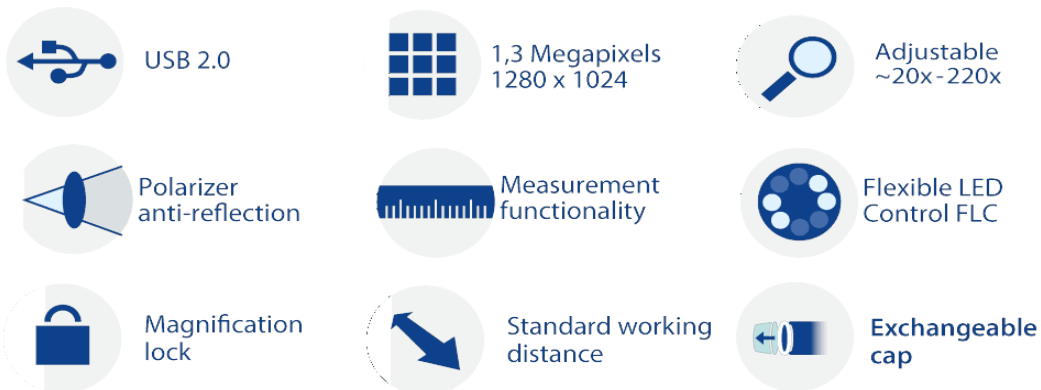 USB 2.0
1,3 Megapixels
1280 x 1024
Adjustable
~20x-220x
Polarizer
anti-reflection
Measurement
functionality
Flexible LED
Control FLC
Magnification
lock
Standard working
distance
Exchangeable
cap